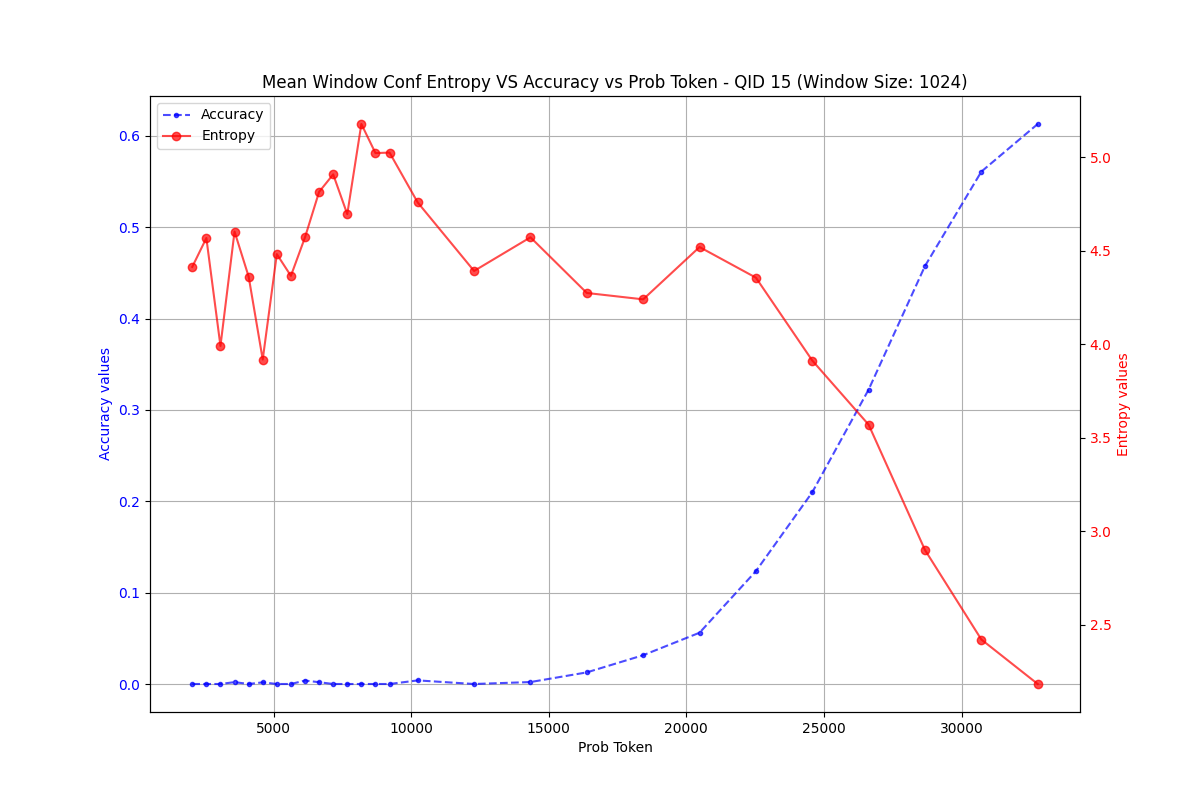 Mean Window Conf Entropy VS Accuracy vs Prob Token - QID 15 (Window Size: 1024)
Accuracy
Entropy
0.6
0.5
0.4
0.3
0.2
0.1
0.0
Accuracy values
5.0
4.5
4.0
3.5
3.0
2.5
Entropy values
5000 10000 15000 20000 25000 30000
Prob Token